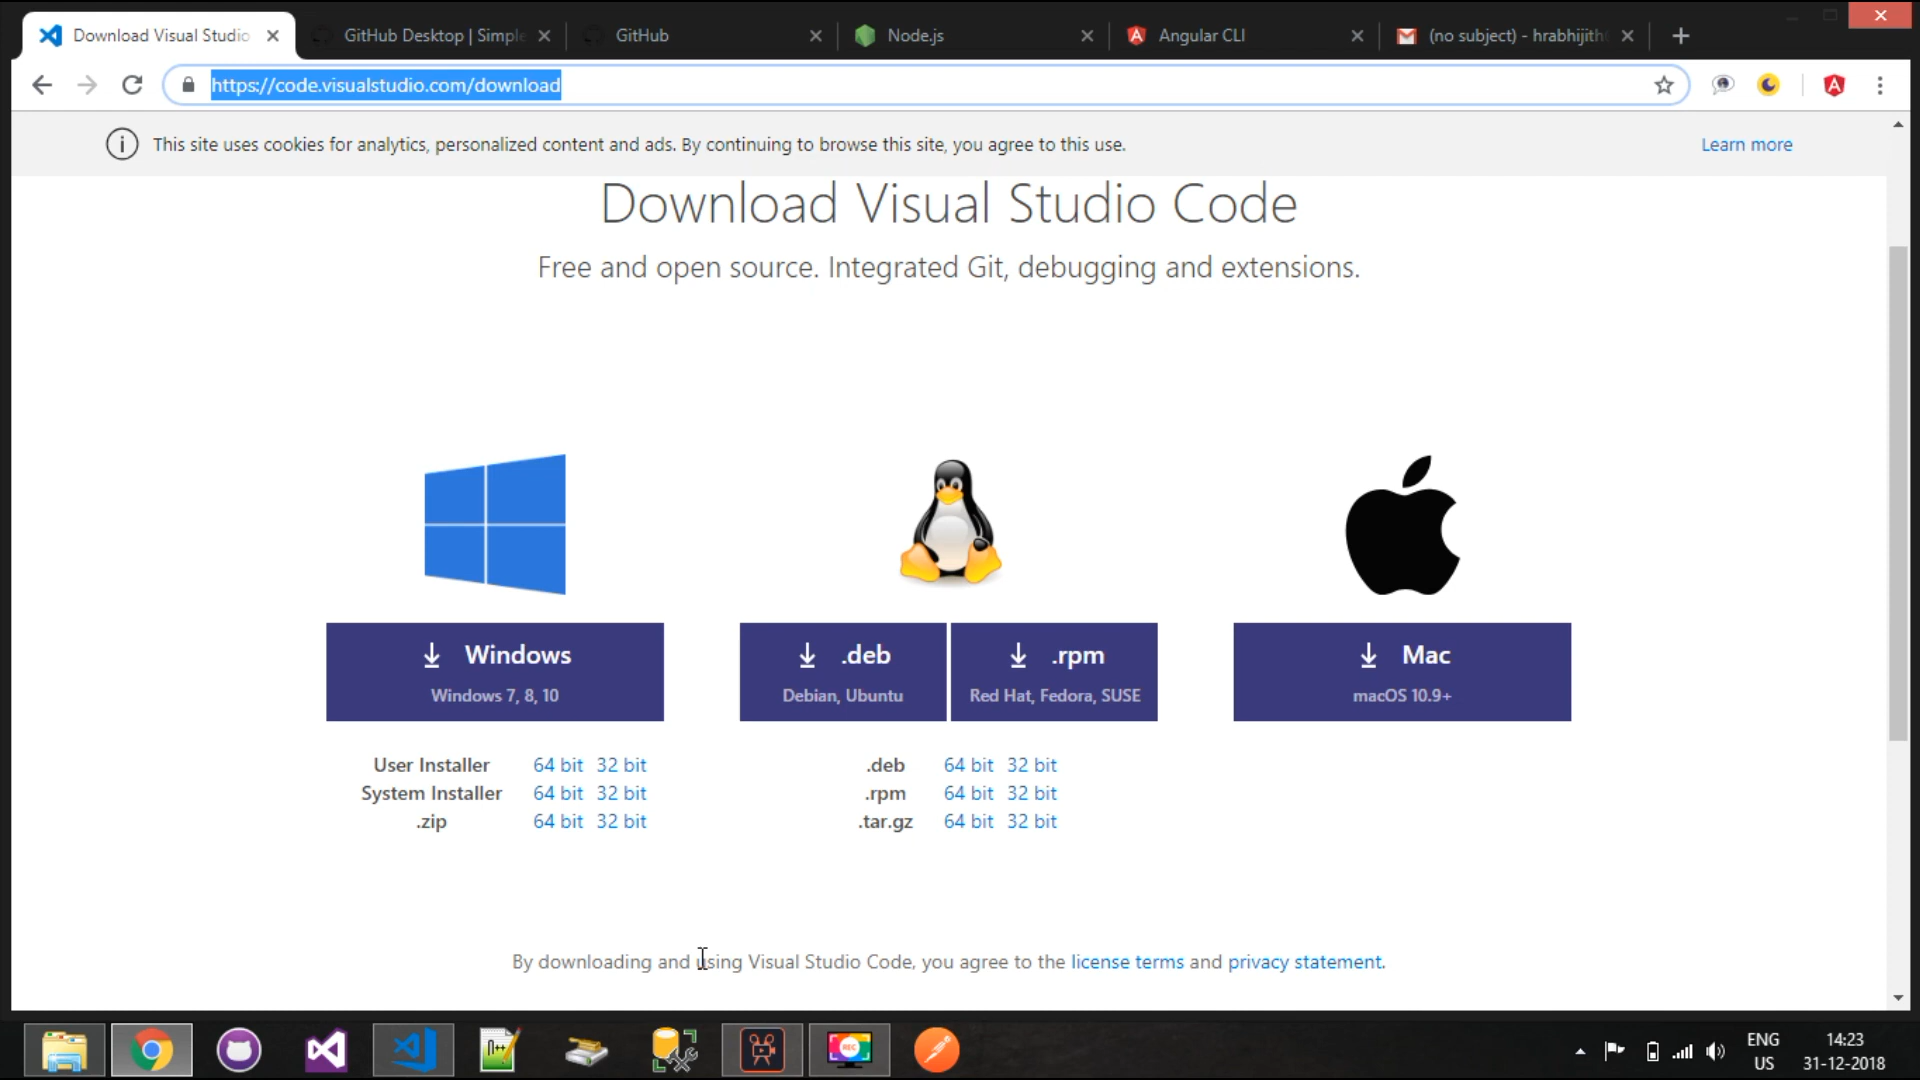 Download Visual Studio
GitHub Desktop | Simple
GitHub
Node.js
Angular CLI
(no subject) - hrabhijith
https://code.visualstudio.com/download
This site uses cookies for analytics, personalized content and ads. By continuing to browse this site, you agree to this use.
Learn more
Download Visual Studio Code
Free and open source. Integrated Git, debugging and extensions.
Windows
Windows 7, 8, 10
.deb
Debian, Ubuntu
.rpm
Red Hat, Fedora, SUSE
Mac
macOS 10.9+
User Installer 64 bit 32 bit
System Installer 64 bit 32 bit
.zip 64 bit 32 bit
.deb 64 bit 32 bit
.rpm 64 bit 32 bit
.tar.gz 64 bit 32 bit
By downloading and using Visual Studio Code, you agree to the license terms and privacy statement.
REC
ENG
US
14:23
31-12-2018